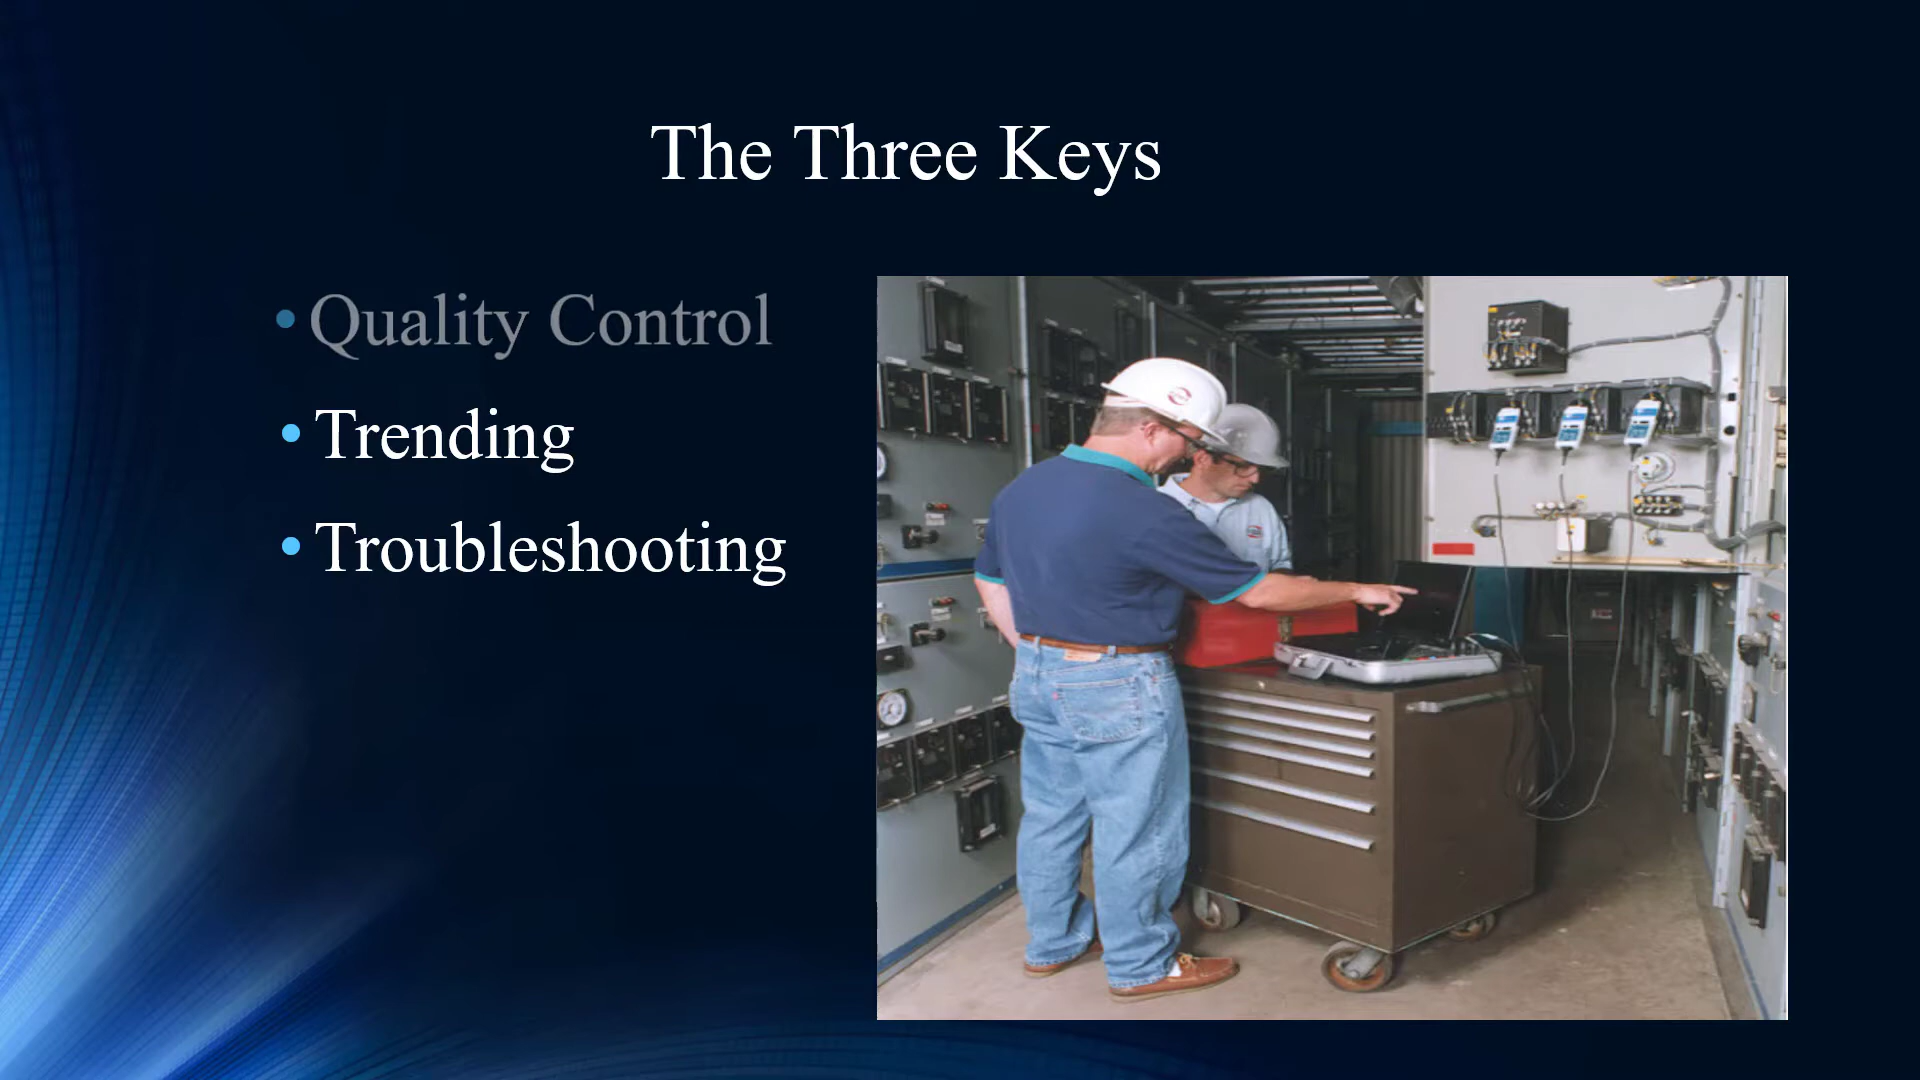 The Three Keys
• Quality Control
• Trending
• Troubleshooting